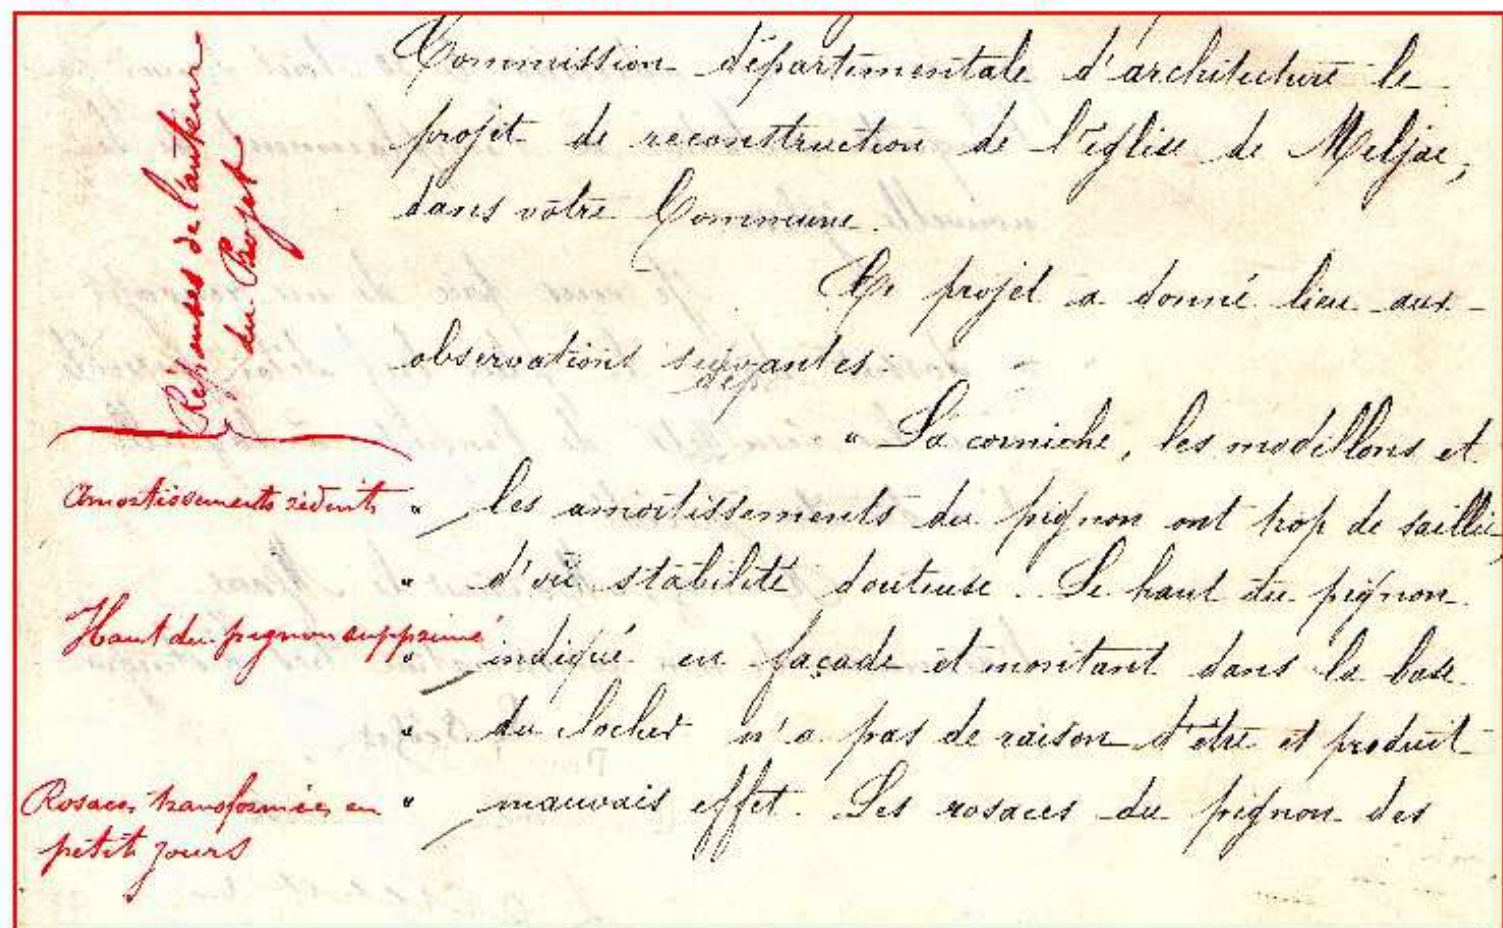 Réponses de l'auteur
du Projet
Commission départementale d'architecture le
projet de reconstruction de l'église de Meljac,
dans votre Commune.
Ce projet a donné lieu aux
observations suivantes
" La corniche, les modillons et
Amortissements réduits
" les amortissements du pignon ont trop de saillie,
" d'où stabilité douteuse. Le haut du pignon
Haut du pignon supprimé
" indiqué en façade et montant dans la base
" du clocher n'a pas de raison d'être et produit
Rosaces transformées en
petits jours
" mauvais effet. Les rosaces du pignon des